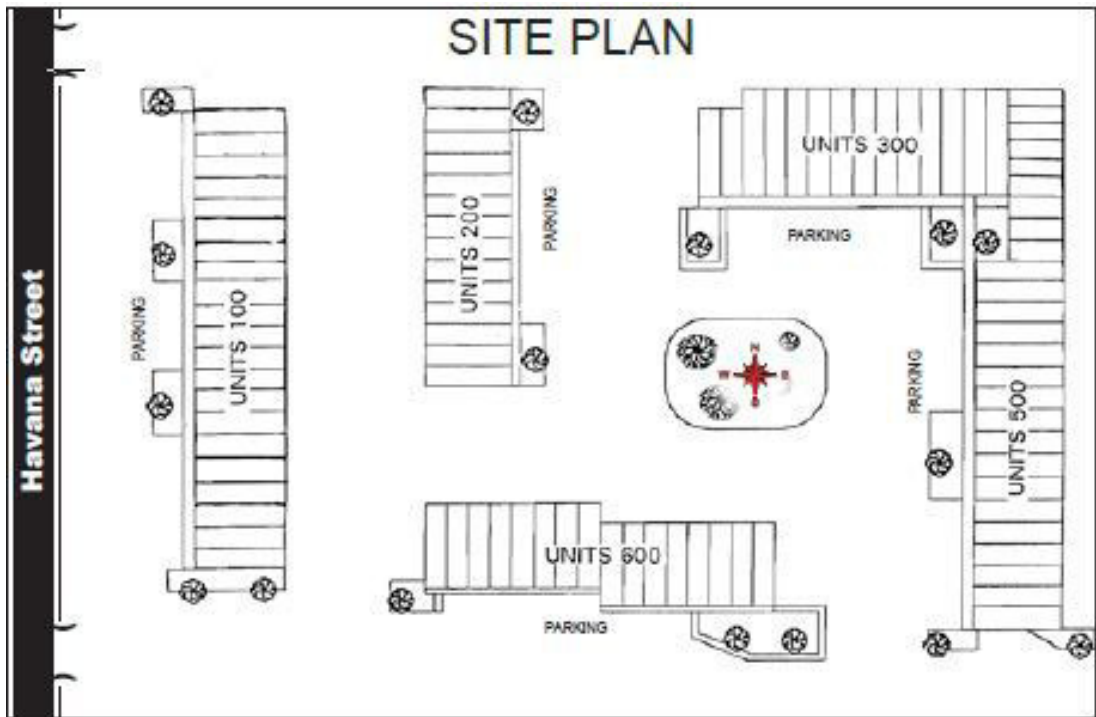 SITE PLAN
Havana Street
PARKING
UNITS 100
UNITS 200
PARKING
UNITS 300
PARKING
N
W
E
S
PARKING
UNITS 500
UNITS 600
PARKING